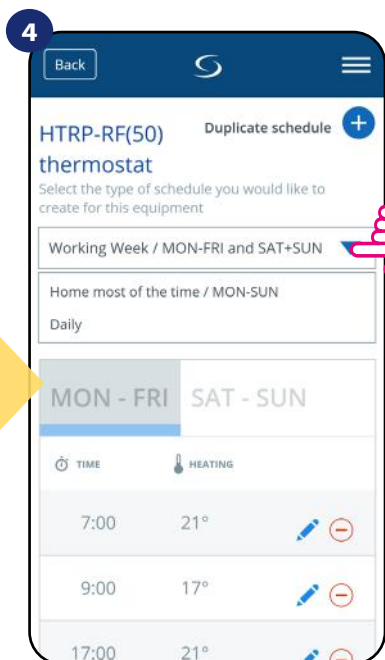 4
Back
HTRP-RF(50) thermostat
Duplicate schedule
Select the type of schedule you would like to
create for this equipment
Working Week / MON-FRI and SAT+SUN
Home most of the time / MON-SUN
Daily
MON - FRI SAT - SUN
TIME HEATING
7:00 21°
9:00 17°
17:00 21°